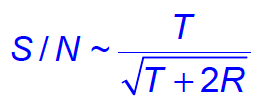 S / N ~ T / √(T + 2R)